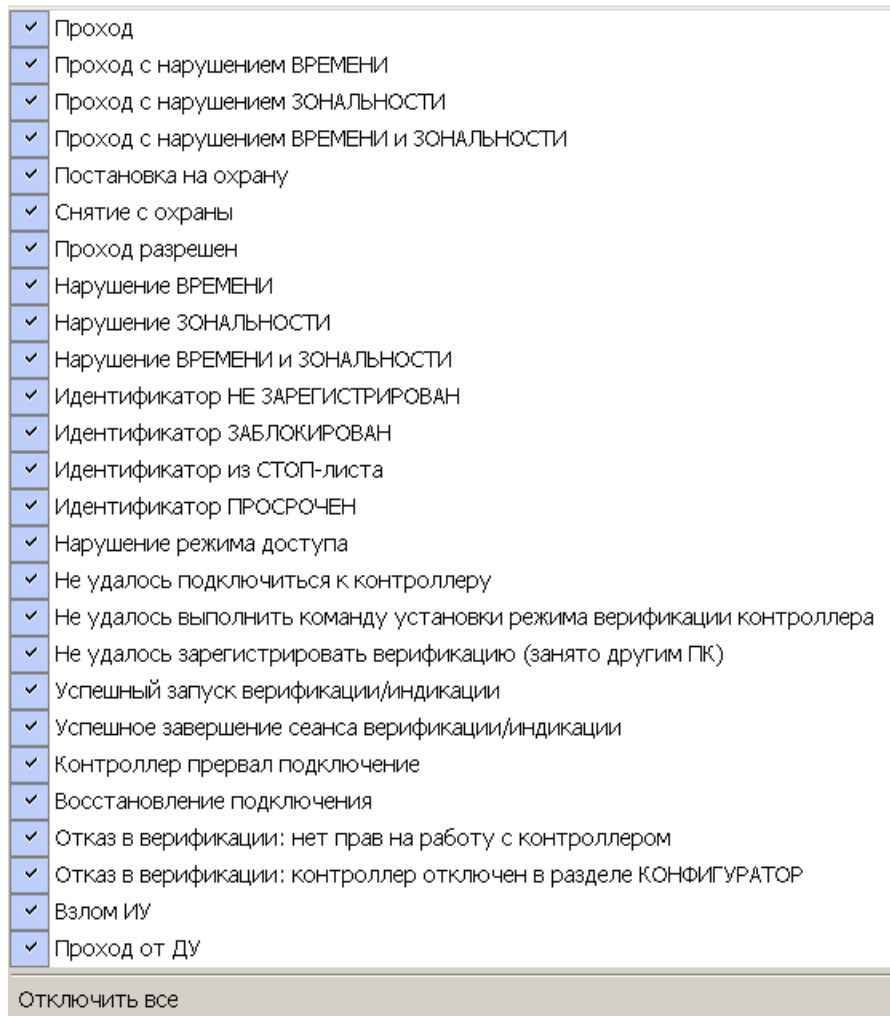 Проход
Проход с нарушением ВРЕМЕНИ
Проход с нарушением ЗОНАЛЬНОСТИ
Проход с нарушением ВРЕМЕНИ и ЗОНАЛЬНОСТИ
Постановка на охрану
Снятие с охраны
Проход разрешен
Нарушение ВРЕМЕНИ
Нарушение ЗОНАЛЬНОСТИ
Нарушение ВРЕМЕНИ и ЗОНАЛЬНОСТИ
Идентификатор НЕ ЗАРЕГИСТРИРОВАН
Идентификатор ЗАБЛОКИРОВАН
Идентификатор из СТОП-листа
Идентификатор ПРОСРОЧЕН
Нарушение режима доступа
Не удалось подключиться к контроллеру
Не удалось выполнить команду установки режима верификации контроллера
Не удалось зарегистрировать верификацию (занято другим ПК)
Успешный запуск верификации/индикации
Успешное завершение сеанса верификации/индикации
Контроллер прервал подключение
Восстановление подключения
Отказ в верификации: нет прав на работу с контроллером
Отказ в верификации: контроллер отключен в разделе КОНФИГУРАТОР
Взлом ИУ
Проход от ДУ
Отключить все